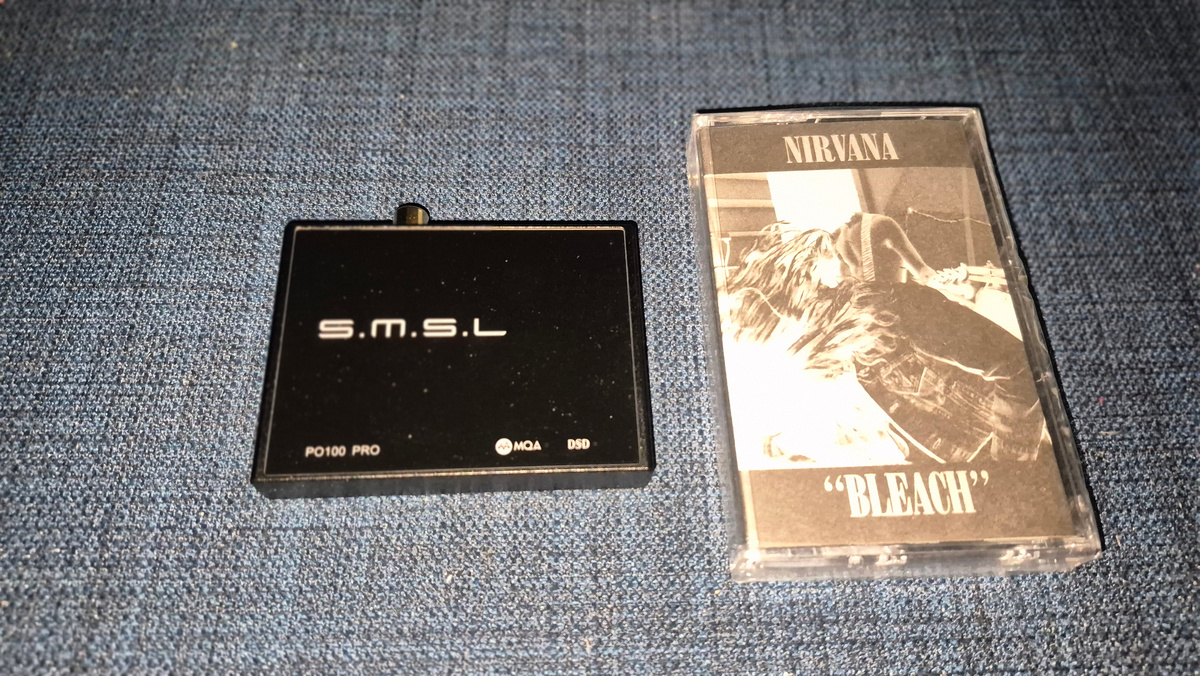 S.M.S.L
PO100 PRO
MQA DSD
NIRVANA
“BLEACH”